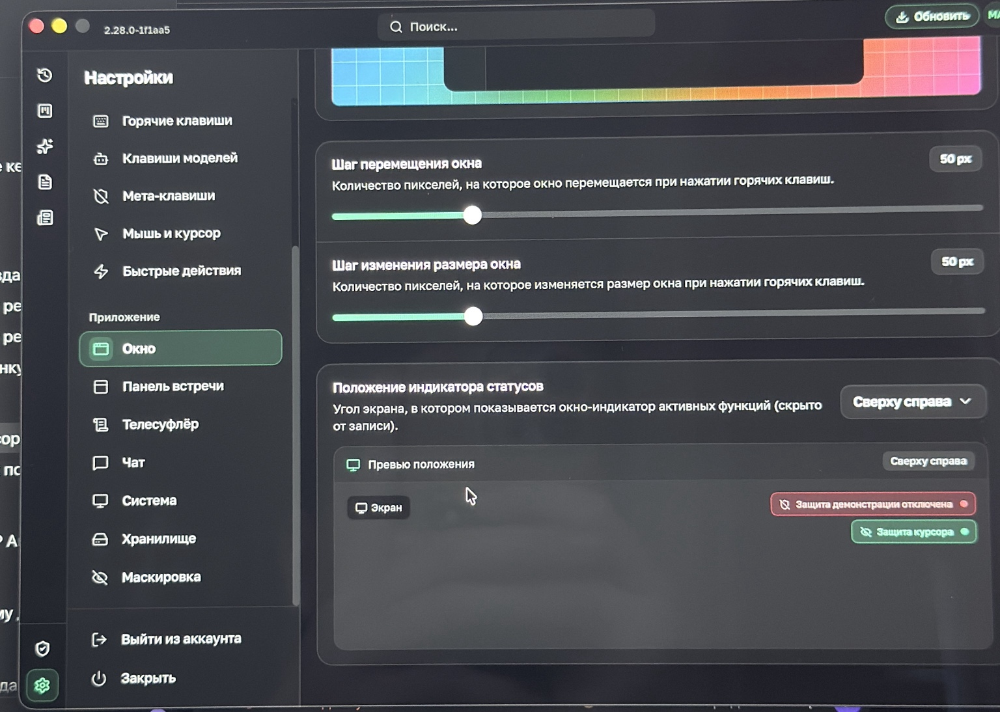 2.28.0-1f1aa5
Поиск...
Обновить
Настройки
Горячие клавиши
Клавиши моделей
Мета-клавиши
Мышь и курсор
Быстрые действия
Приложение
Окно
Панель встречи
Телесуфлёр
Чат
Система
Хранилище
Маскировка
Выйти из аккаунта
Закрыть
Шаг перемещения окна
50 px
Количество пикселей, на которое окно перемещается при нажатии горячих клавиш.
Шаг изменения размера окна
50 px
Количество пикселей, на которое изменяется размер окна при нажатии горячих клавиш.
Положение индикатора статусов
Угол экрана, в котором показывается окно-индикатор активных функций (скрыто
от записи).
Сверху справа
Превью положения
Сверху справа
Экран
Защита демонстрации отключена
Защита курсора